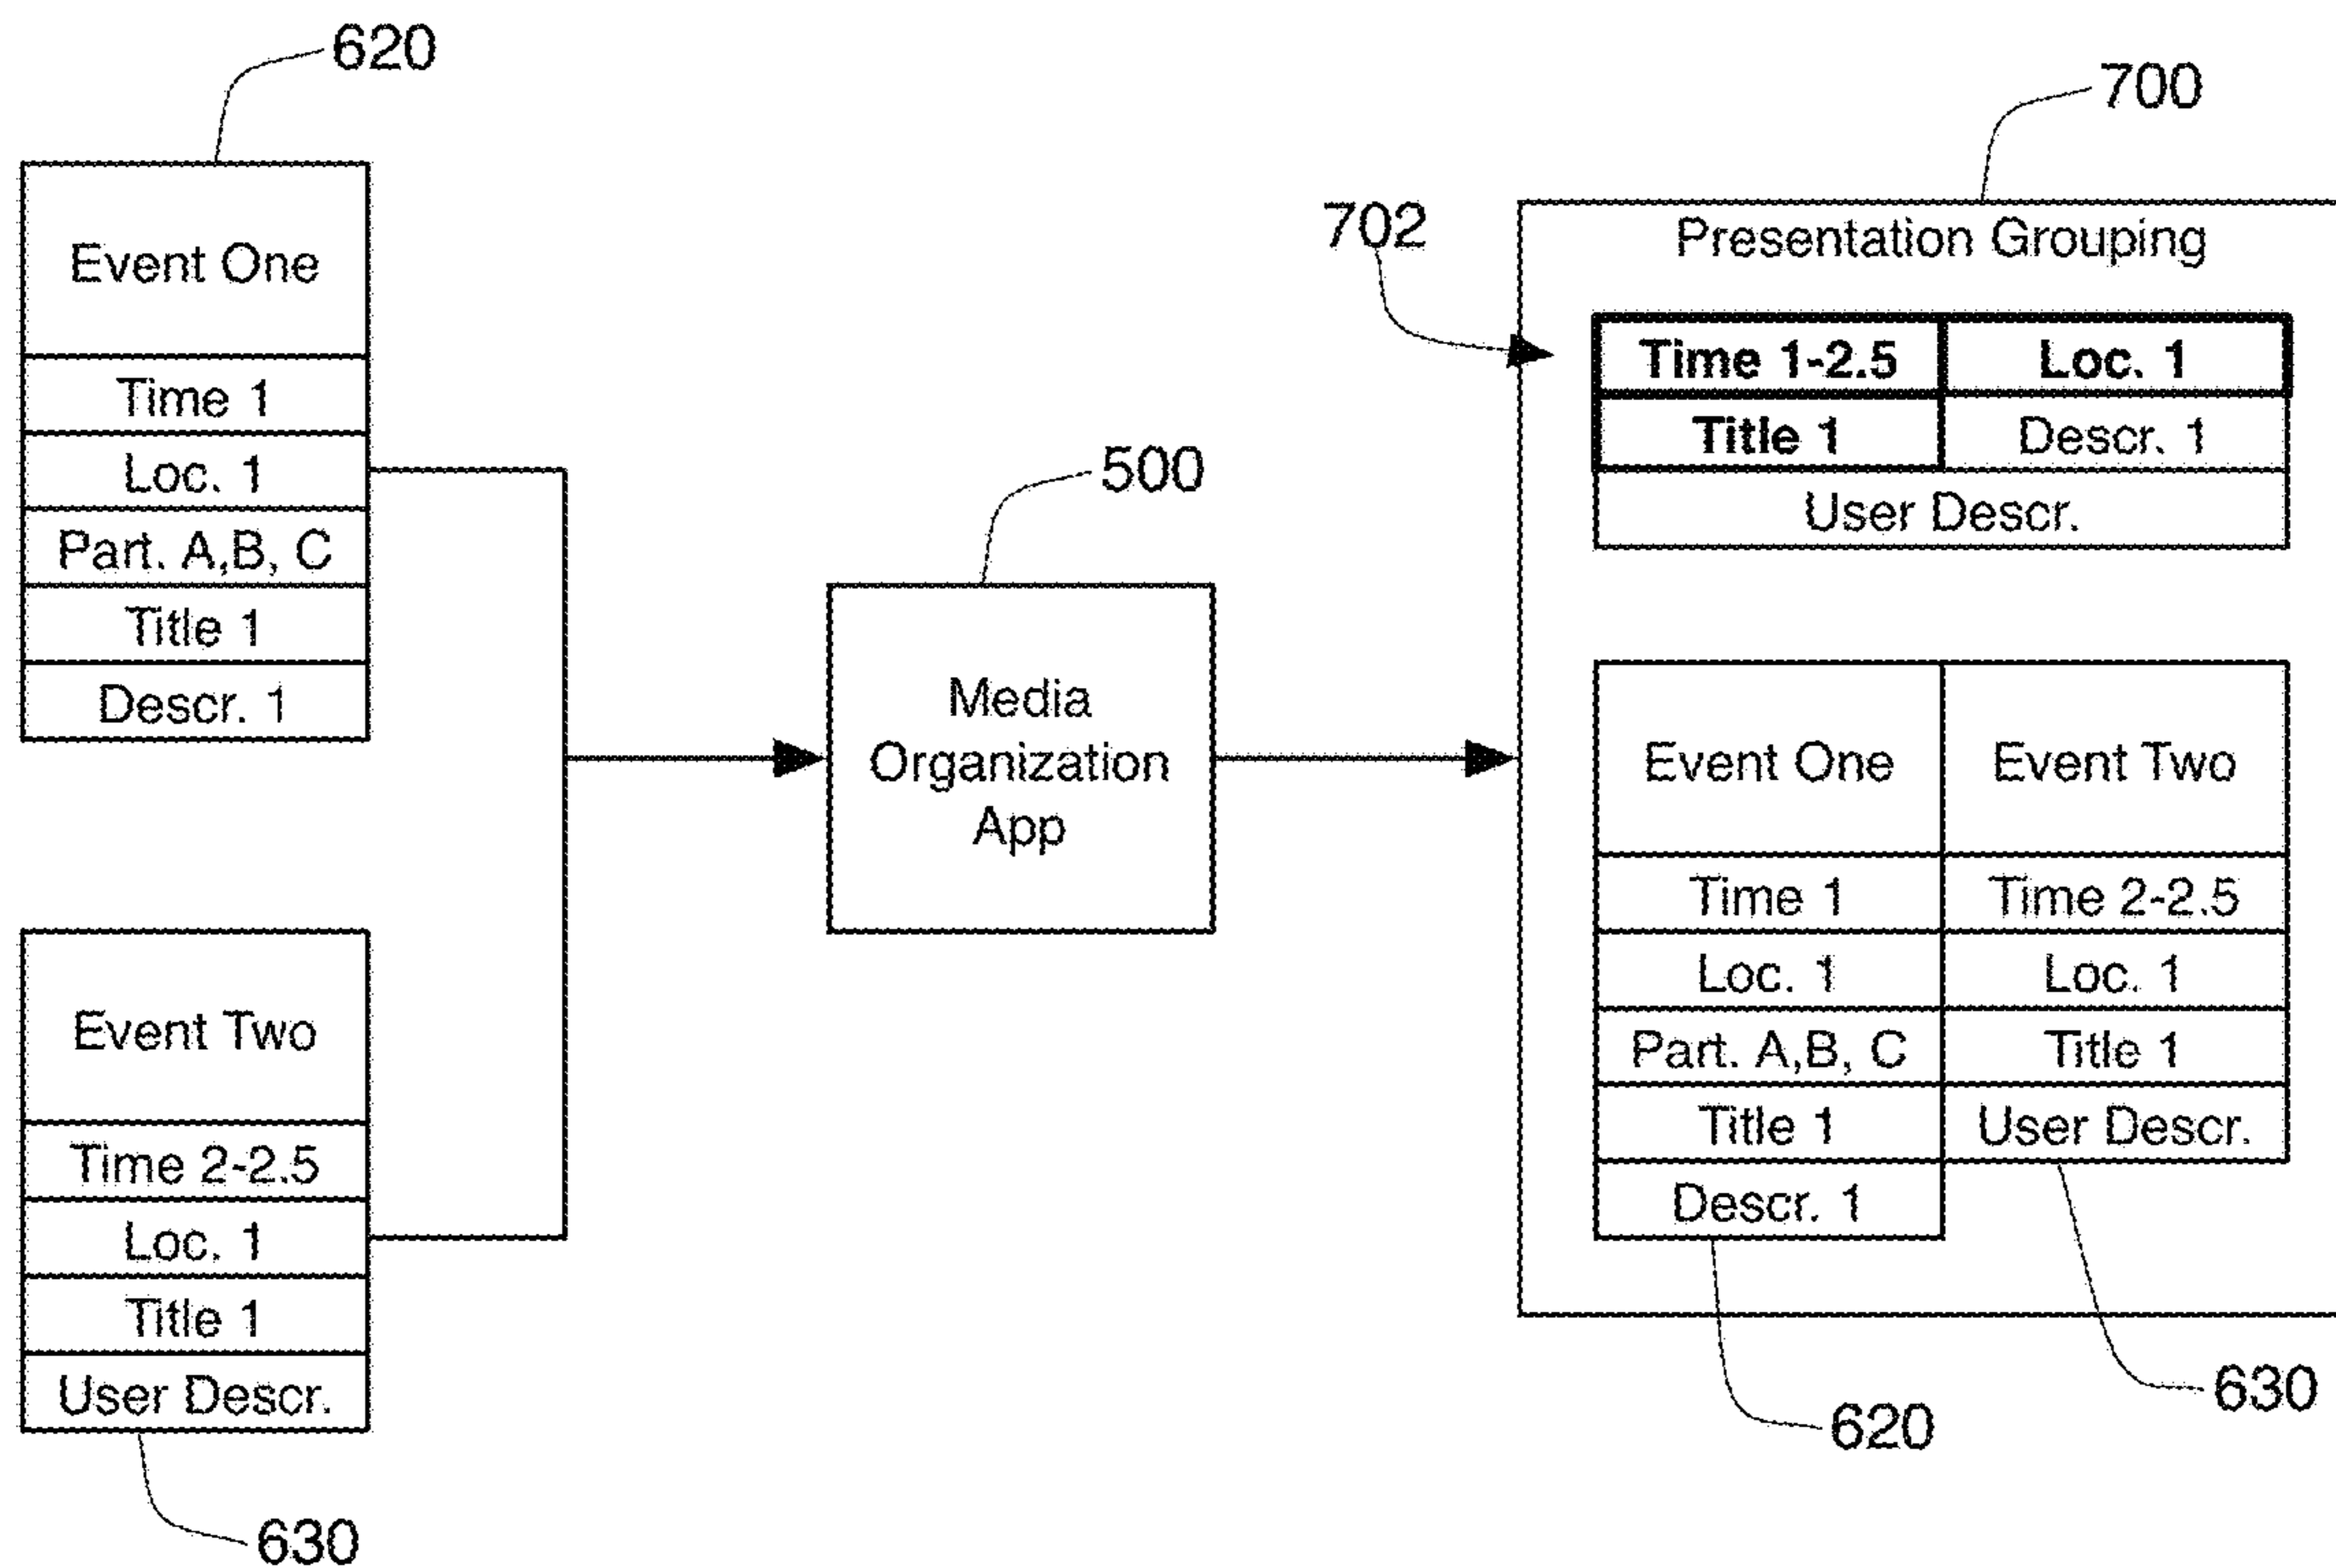 620
Event One
Time 1
Loc. 1
Part. A,B, C
Title 1
Descr. 1
Event Two
Time 2-2.5
Loc. 1
Title 1
User Descr.
630
500
Media
Organization
App
700
702
Presentation Grouping
Time 1-2.5 Loc. 1
Title 1 Descr. 1
User Descr.
Event One Event Two
Time 1 Time 2-2.5
Loc. 1 Loc. 1
Part. A,B, C Title 1
Title 1 User Descr.
Descr. 1
630
620